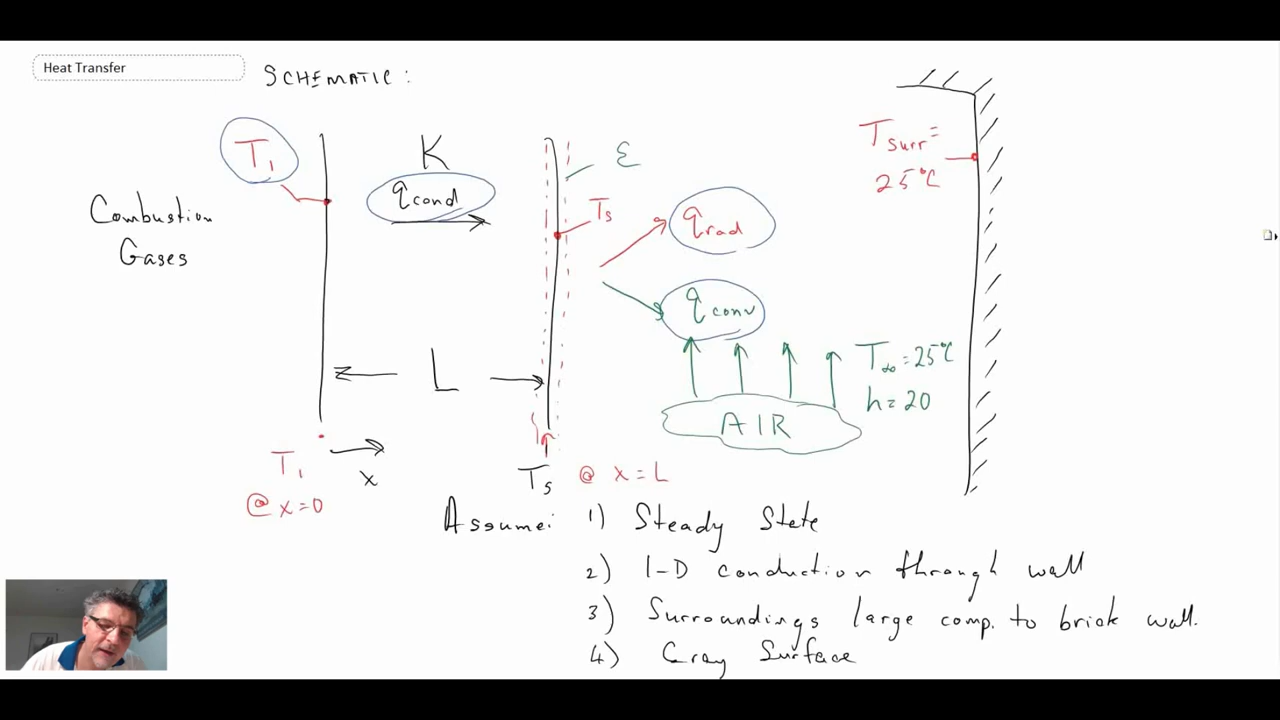 Heat Transfer
SCHEMATIC:
T1
K
qcond
ε
Ts
qrad
Tsurr =
25°C
Combustion
Gases
qconv
L
T∞ = 25°C
h = 20
AIR
T1
@ x=0
x
Ts @ x=L
Assume: 1) Steady State
2) 1-D conduction through wall
3) Surroundings large comp. to brick wall.
4) Gray Surface